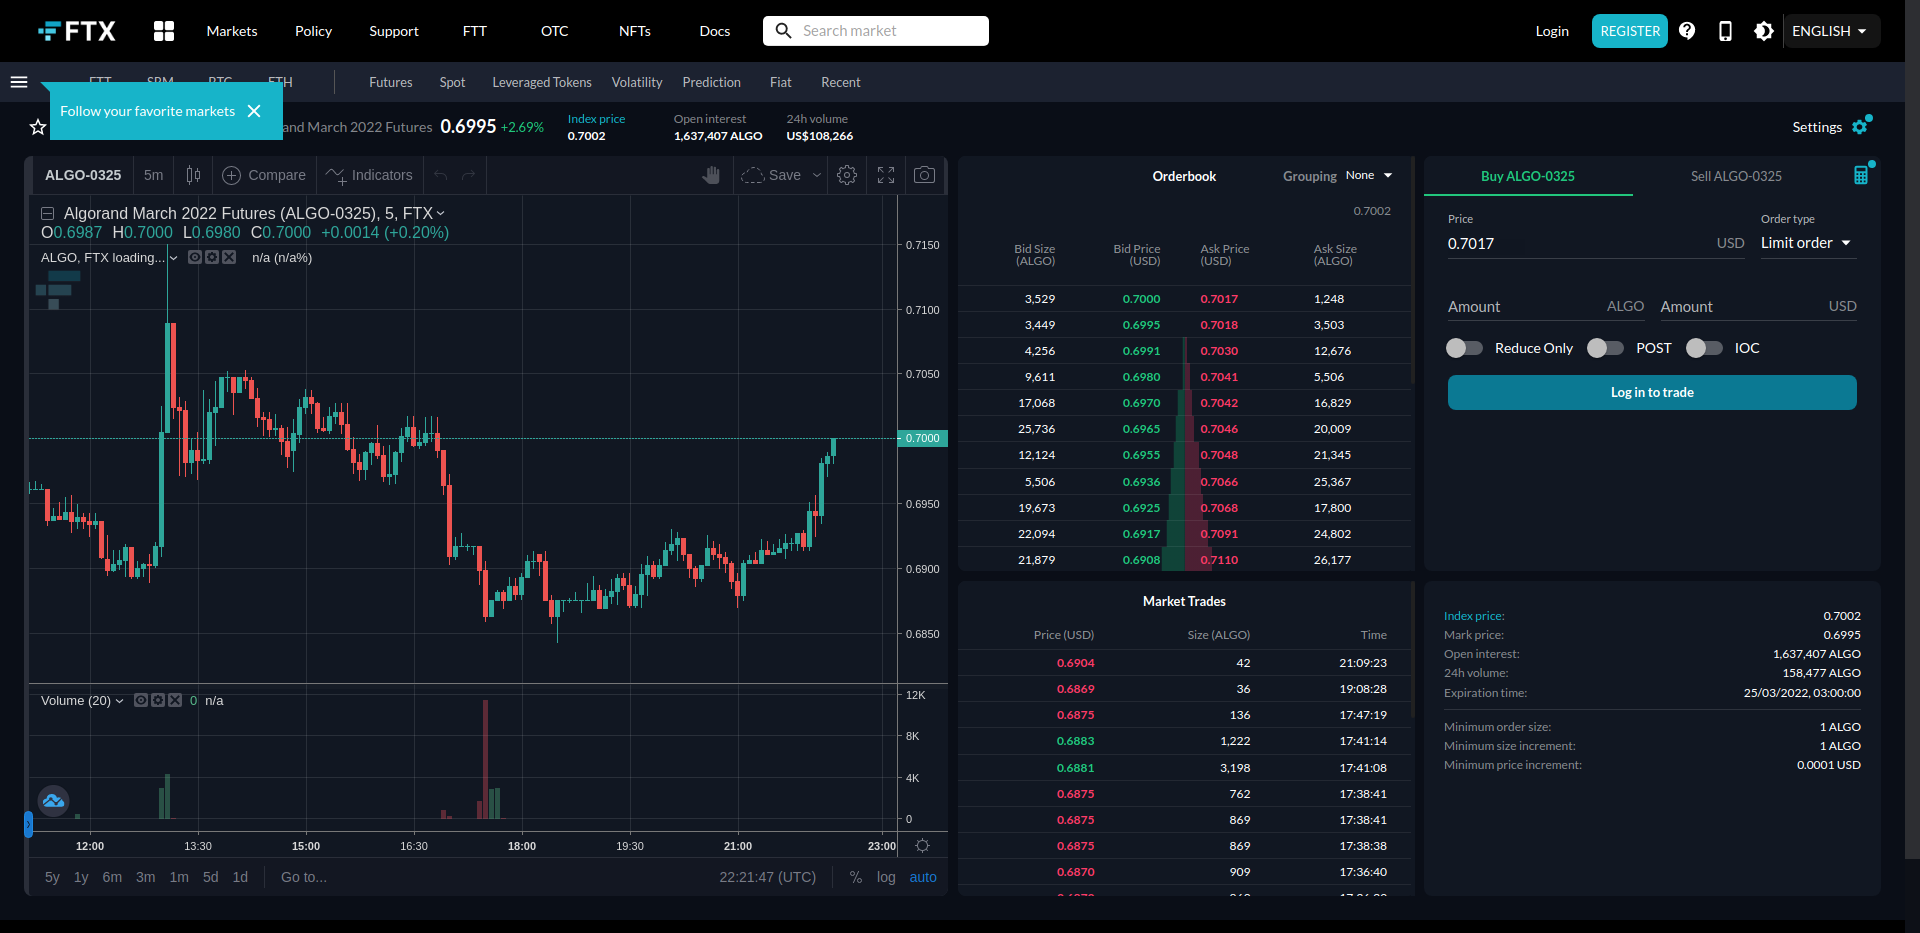 FTX Markets Policy Support FTT OTC NFTs Docs Search market Login REGISTER ENGLISH
FTT SRM BTC ETH Futures Spot Leveraged Tokens Volatility Prediction Fiat Recent
Follow your favorite markets
and March 2022 Futures 0.6995 +2.69%
Index price
0.7002
Open interest
1,637,407 ALGO
24h volume
US$108,266
Settings
ALGO-0325 5m Compare Indicators Save
Algorand March 2022 Futures (ALGO-0325), 5, FTX
O0.6987 H0.7000 L0.6980 C0.7000 +0.0014 (+0.20%)
ALGO, FTX loading... n/a (n/a%)
0.7150
0.7100
0.7050
0.7000
0.6950
0.6900
0.6850
Volume (20) 0 n/a
12K
8K
4K
0
12:00 13:30 15:00 16:30 18:00 19:30 21:00 23:00
5y 1y 6m 3m 1m 5d 1d Go to... 22:21:47 (UTC) % log auto
Orderbook Grouping None
0.7002
Bid Size (ALGO) Bid Price (USD) Ask Price (USD) Ask Size (ALGO)
3,529 0.7000 0.7017 1,248
3,449 0.6995 0.7018 3,503
4,256 0.6991 0.7030 12,676
9,611 0.6980 0.7041 5,506
17,068 0.6970 0.7042 16,829
25,736 0.6965 0.7046 20,009
12,124 0.6955 0.7048 21,345
5,506 0.6936 0.7066 25,367
19,673 0.6925 0.7068 17,800
22,094 0.6917 0.7091 24,802
21,879 0.6908 0.7110 26,177
Market Trades
Price (USD) Size (ALGO) Time
0.6904 42 21:09:23
0.6869 36 19:08:28
0.6875 136 17:47:19
0.6883 1,222 17:41:14
0.6881 3,198 17:41:08
0.6875 762 17:38:41
0.6875 869 17:38:41
0.6875 869 17:38:38
0.6870 909 17:36:40
Buy ALGO-0325 Sell ALGO-0325
Price Order type
0.7017 USD Limit order
Amount ALGO Amount USD
Reduce Only POST IOC
Log in to trade
Index price: 0.7002
Mark price: 0.6995
Open interest: 1,637,407 ALGO
24h volume: 158,477 ALGO
Expiration time: 25/03/2022, 03:00:00
Minimum order size: 1 ALGO
Minimum size increment: 1 ALGO
Minimum price increment: 0.0001 USD